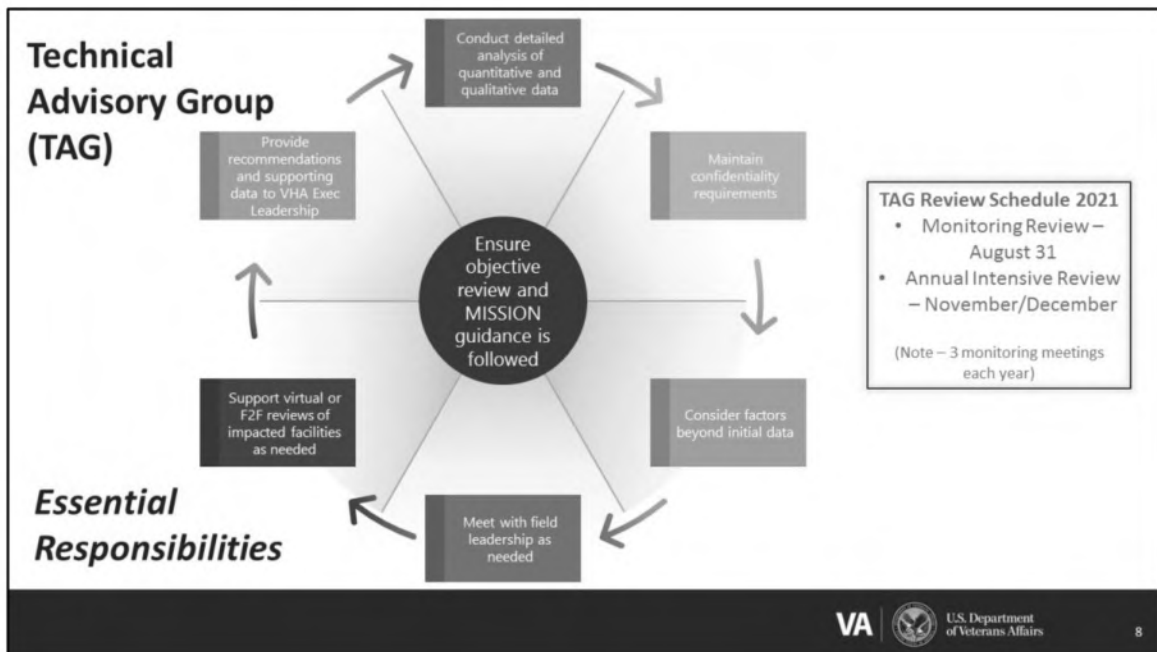 Technical
Advisory Group
(TAG)
Conduct detailed
analysis of
quantitative and
qualitative data
Maintain
confidentiality
requirements
Consider factors
beyond initial data
Meet with field
leadership as
needed
Support virtual or
F2F reviews of
impacted facilities
as needed
Provide
recommendations
and supporting
data to VHA Exec
Leadership
Ensure
objective
review and
MISSION
guidance is
followed
TAG Review Schedule 2021
• Monitoring Review –
August 31
• Annual Intensive Review
– November/December
(Note – 3 monitoring meetings
each year)
Essential
Responsibilities
VA
U.S. Department
of Veterans Affairs
8